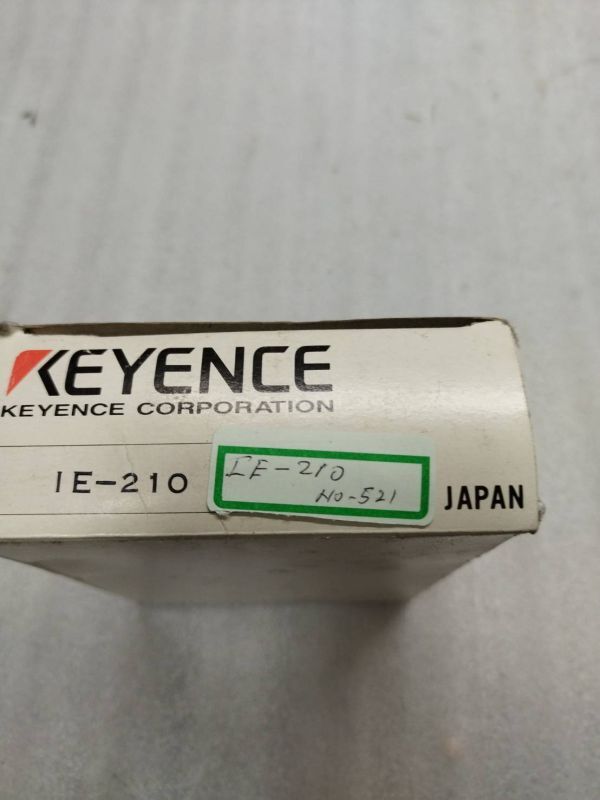 KEYENCE
KEYENCE CORPORATION
IE-210
IE-210
NO-521
JAPAN